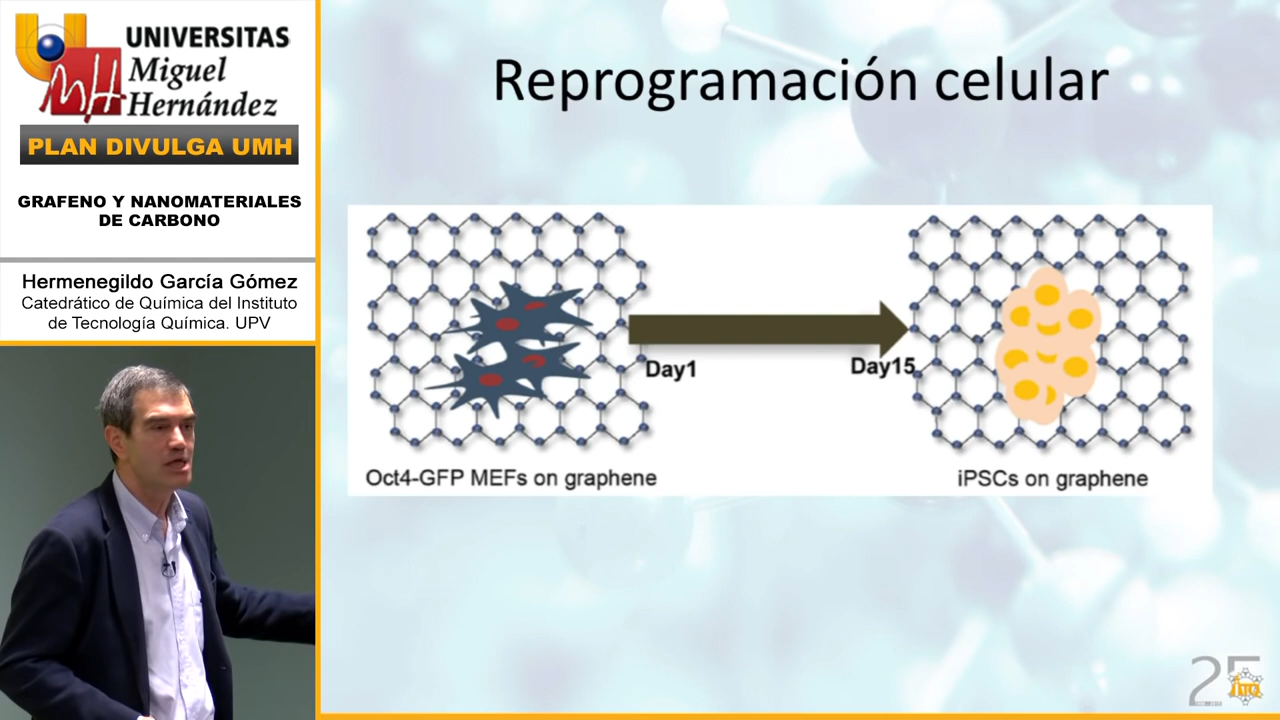 UNIVERSITAS
Miguel
Hernández
PLAN DIVULGA UMH
GRAFENO Y NANOMATERIALES
DE CARBONO
Hermenegildo García Gómez
Catedrático de Química del Instituto
de Tecnología Química. UPV
Reprogramación celular
Day1
Day15
Oct4-GFP MEFs on graphene
iPSCs on graphene
25
ITQ